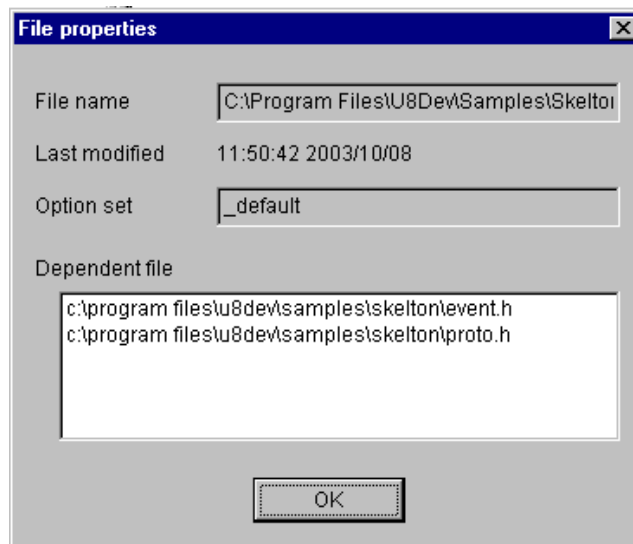 File properties
File name C:\Program Files\U8Dev\Samples\Skelton
Last modified 11:50:42 2003/10/08
Option set _default
Dependent file
c:\program files\u8dev\samples\skelton\event.h
c:\program files\u8dev\samples\skelton\proto.h
OK